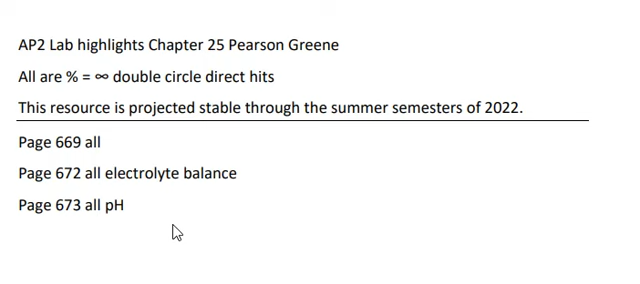 AP2 Lab highlights Chapter 25 Pearson Greene
All are % = ∞ double circle direct hits
This resource is projected stable through the summer semesters of 2022.
Page 669 all
Page 672 all electrolyte balance
Page 673 all pH